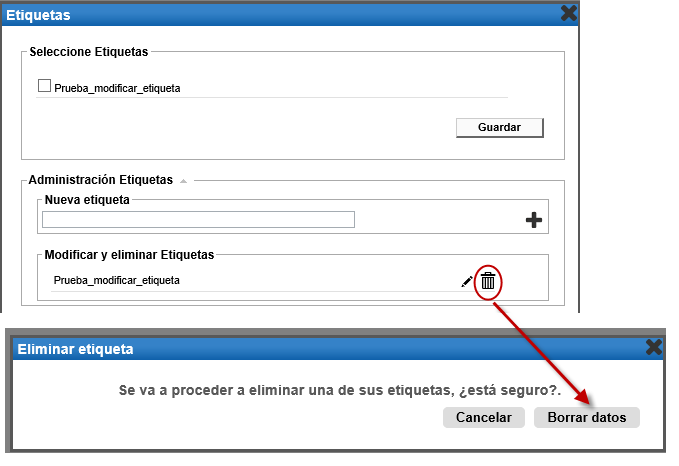 Etiquetas
Seleccione Etiquetas
Prueba_modificar_etiqueta
Guardar
Administración Etiquetas
Nueva etiqueta
Modificar y eliminar Etiquetas
Prueba_modificar_etiqueta
Eliminar etiqueta
Se va a proceder a eliminar una de sus etiquetas, ¿está seguro?.
Cancelar Borrar datos